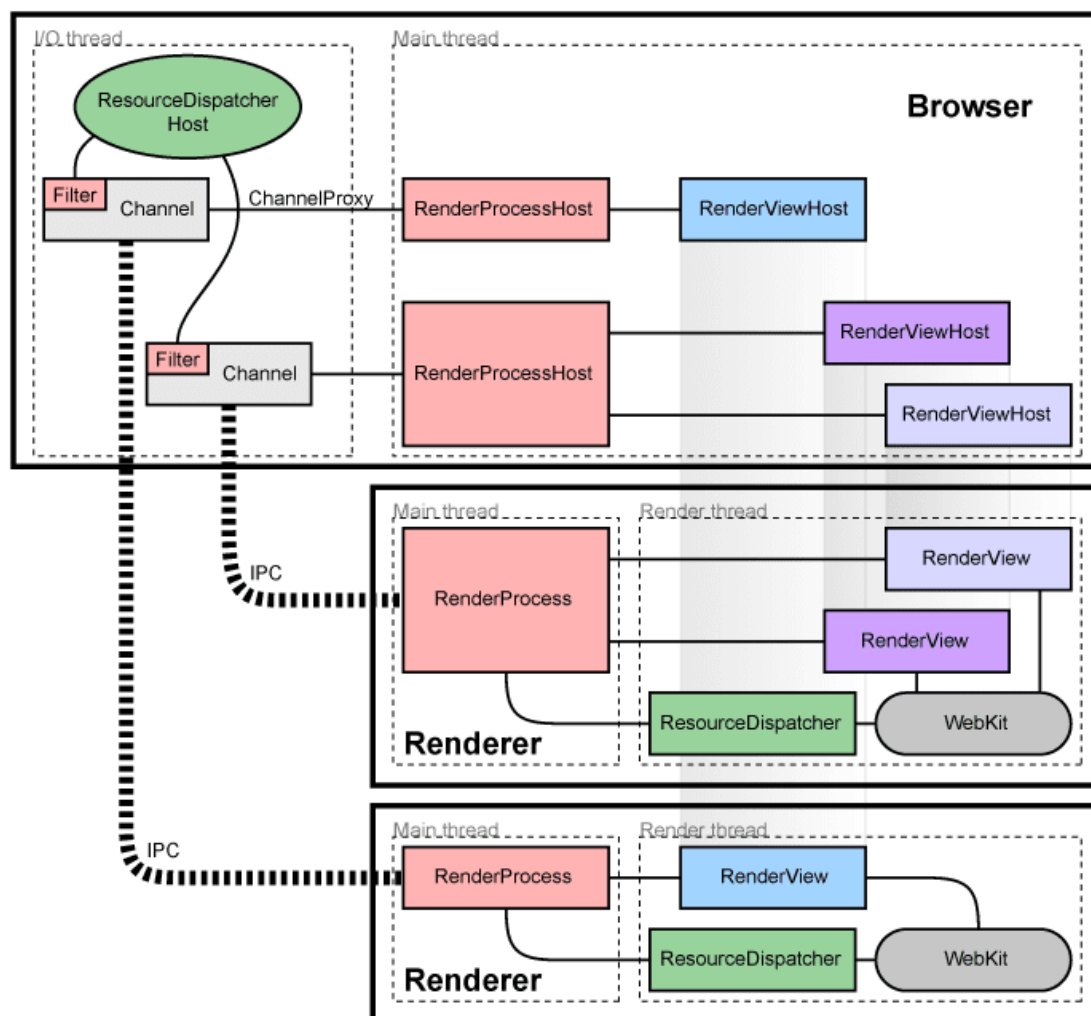 I/O thread
Main thread
ResourceDispatcher
Host
Browser
Filter
Channel
ChannelProxy
RenderProcessHost
RenderViewHost
RenderViewHost
Filter
Channel
RenderProcessHost
RenderViewHost
Main thread
Render thread
IPC
RenderProcess
RenderView
RenderView
Renderer
ResourceDispatcher
WebKit
Main thread
Render thread
IPC
RenderProcess
RenderView
Renderer
ResourceDispatcher
WebKit